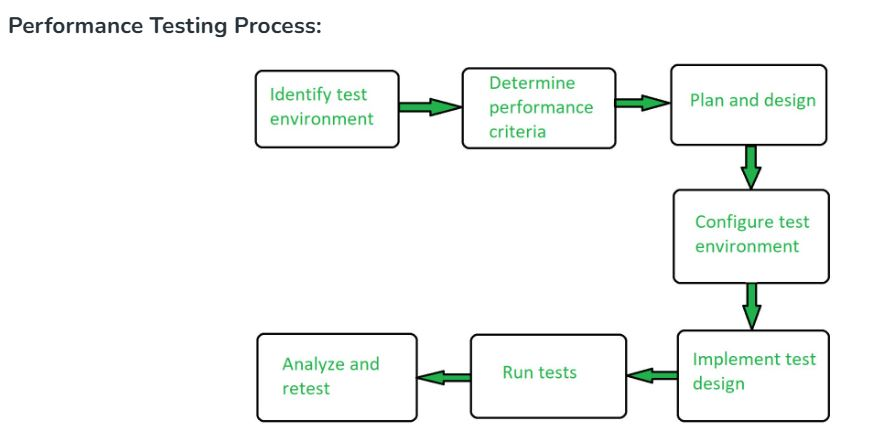 Performance Testing Process:
Identify test
environment
Determine
performance
criteria
Plan and design
Configure test
environment
Implement test
design
Run tests
Analyze and
retest